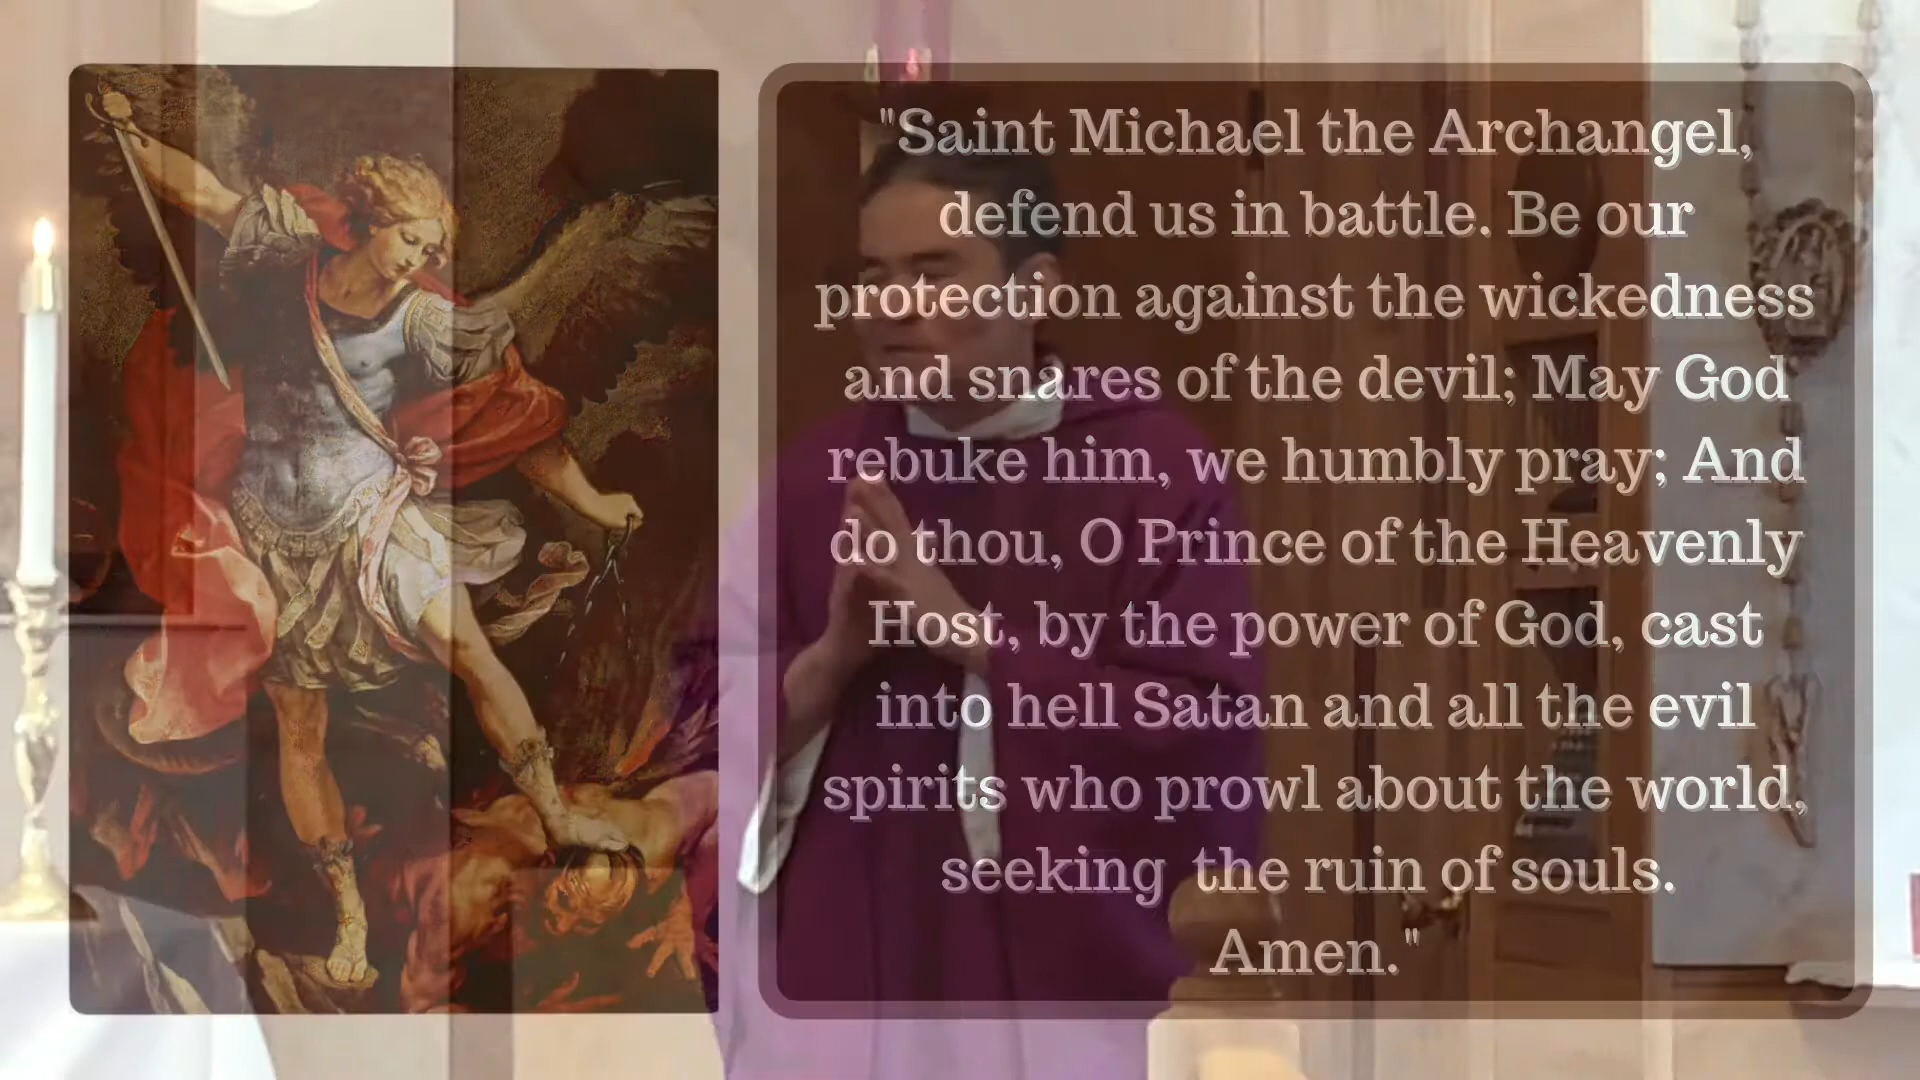 "Saint Michael the Archangel,
defend us in battle. Be our
protection against the wickedness
and snares of the devil; May God
rebuke him, we humbly pray; And
do thou, O Prince of the Heavenly
Host, by the power of God, cast
into hell Satan and all the evil
spirits who prowl about the world,
seeking  the ruin of souls.
Amen."